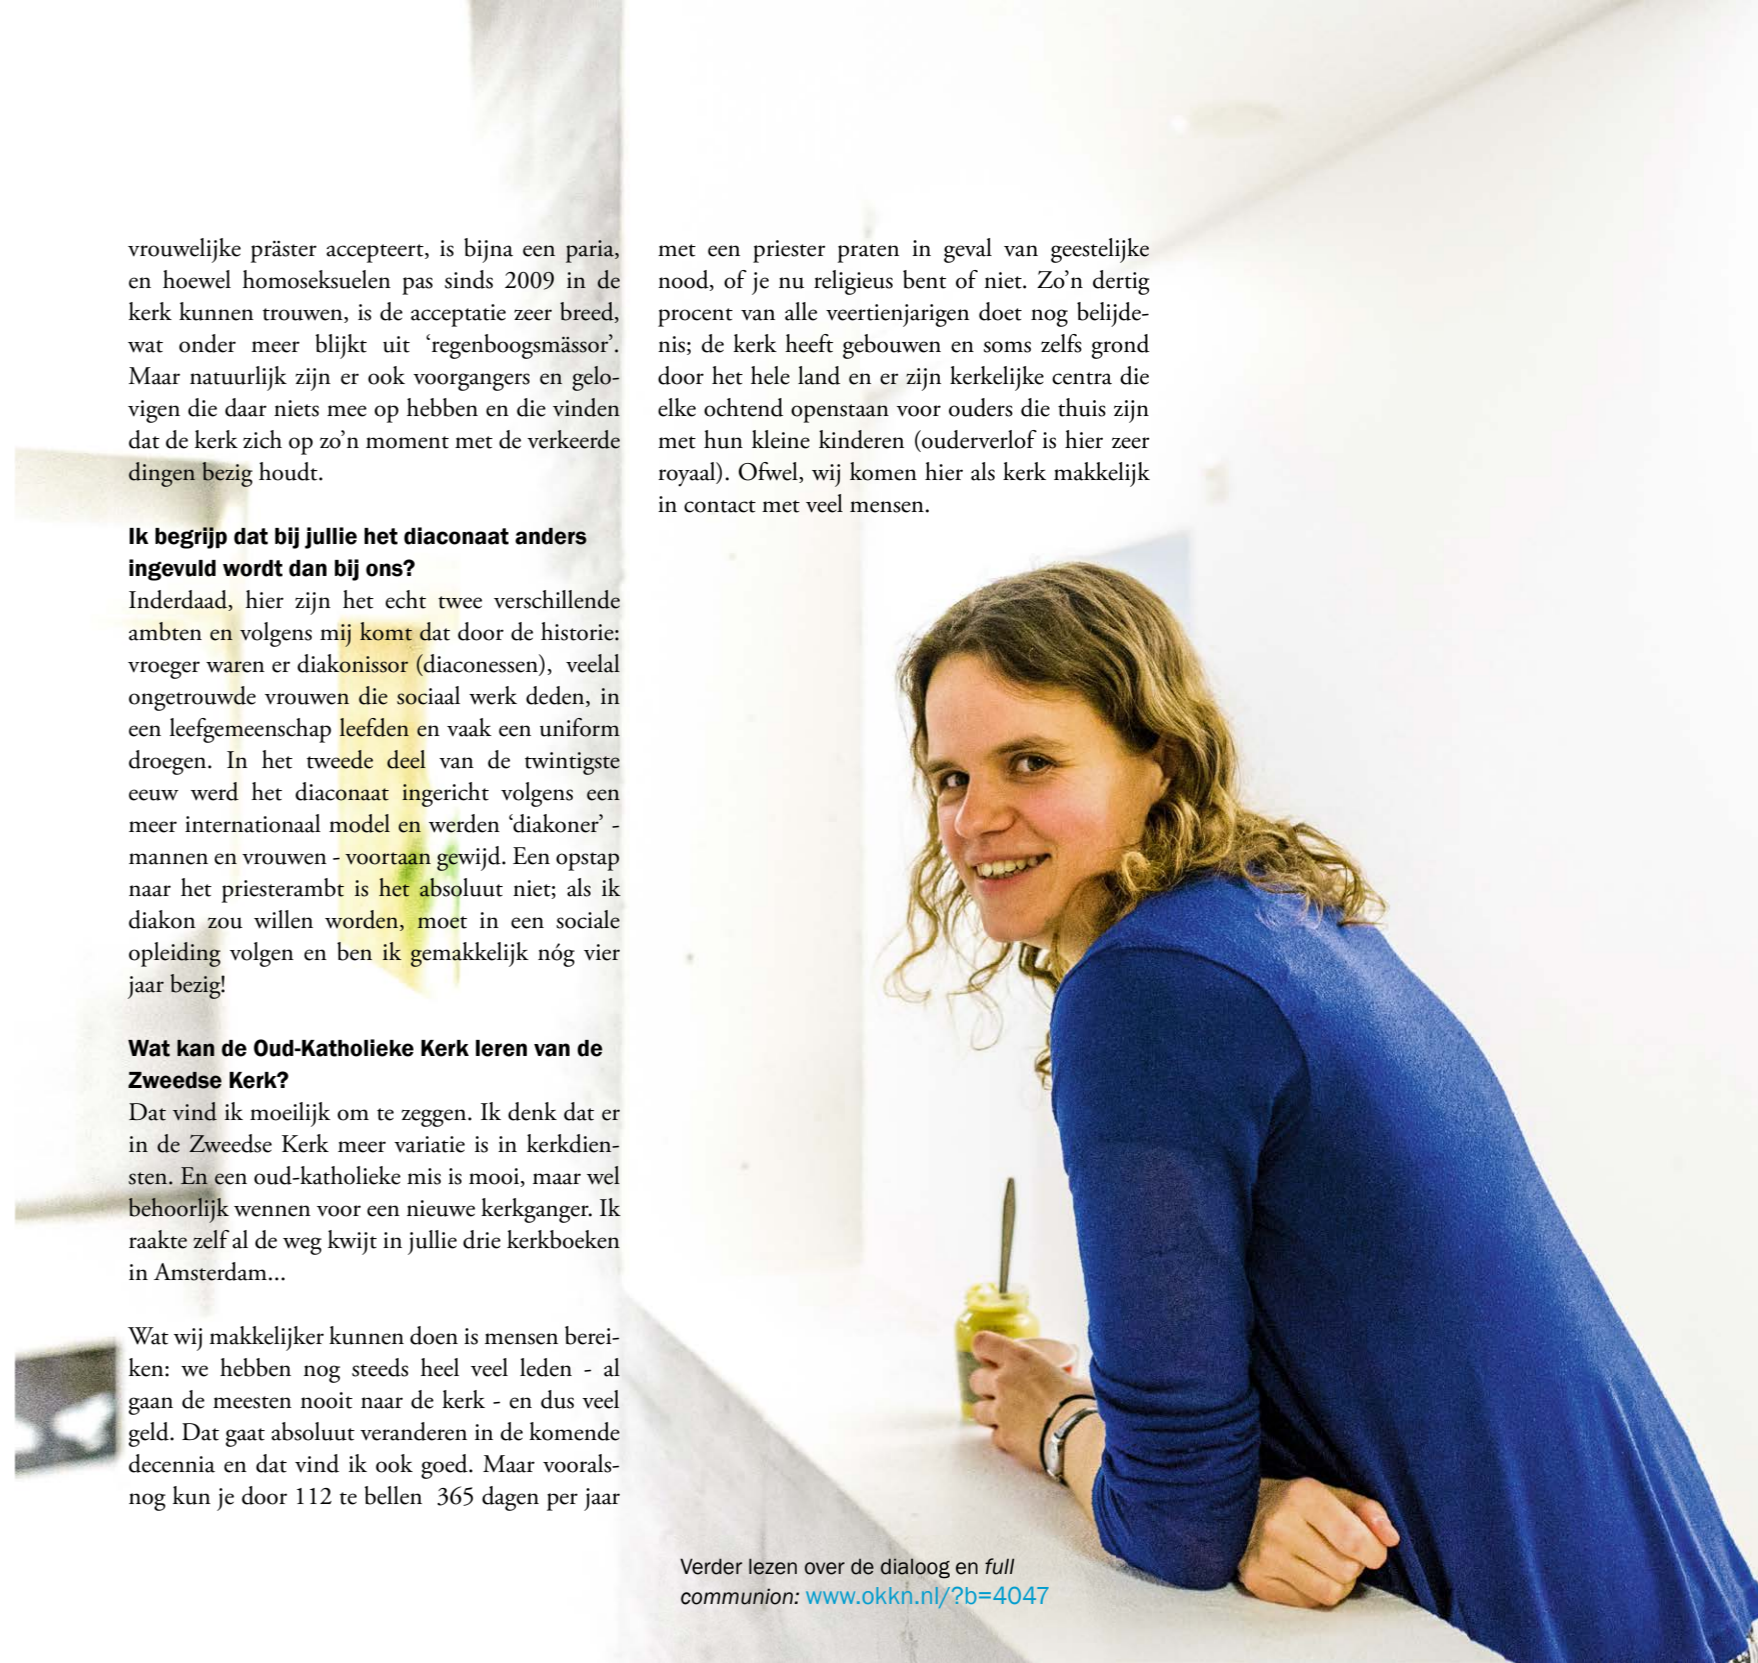 vrouwelijke präster accepteert, is bijna een paria,
en hoewel homoseksuelen pas sinds 2009 in de
kerk kunnen trouwen, is de acceptatie zeer breed,
wat onder meer blijkt uit ‘regenboogsmässor’.
Maar natuurlijk zijn er ook voorgangers en gelo-
vigen die daar niets mee op hebben en die vinden
dat de kerk zich op zo’n moment met de verkeerde
dingen bezig houdt.
Ik begrijp dat bij jullie het diaconaat anders
ingevuld wordt dan bij ons?
Inderdaad, hier zijn het echt twee verschillende
ambten en volgens mij komt dat door de historie:
vroeger waren er diakonissor (diaconessen), veelal
ongetrouwde vrouwen die sociaal werk deden, in
een leefgemeenschap leefden en vaak een uniform
droegen. In het tweede deel van de twintigste
eeuw werd het diaconaat ingericht volgens een
meer internationaal model en werden ‘diakoner’ -
mannen en vrouwen - voortaan gewijd. Een opstap
naar het priesterambt is het absoluut niet; als ik
diakon zou willen worden, moet in een sociale
opleiding volgen en ben ik gemakkelijk nóg vier
jaar bezig!
Wat kan de Oud-Katholieke Kerk leren van de
Zweedse Kerk?
Dat vind ik moeilijk om te zeggen. Ik denk dat er
in de Zweedse Kerk meer variatie is in kerkdien-
sten. En een oud-katholieke mis is mooi, maar wel
behoorlijk wennen voor een nieuwe kerkganger. Ik
raakte zelf al de weg kwijt in jullie drie kerkboeken
in Amsterdam...
Wat wij makkelijker kunnen doen is mensen berei-
ken: we hebben nog steeds heel veel leden - al
gaan de meesten nooit naar de kerk - en dus veel
geld. Dat gaat absoluut veranderen in de komende
decennia en dat vind ik ook goed. Maar voorals-
nog kun je door 112 te bellen 365 dagen per jaar
met een priester praten in geval van geestelijke
nood, of je nu religieus bent of niet. Zo’n dertig
procent van alle veertienjarigen doet nog belijde-
nis; de kerk heeft gebouwen en soms zelfs grond
door het hele land en er zijn kerkelijke centra die
elke ochtend openstaan voor ouders die thuis zijn
met hun kleine kinderen (ouderverlof is hier zeer
royaal). Ofwel, wij komen hier als kerk makkelijk
in contact met veel mensen.
Verder lezen over de dialoog en full
communion: www.okkn.nl/?b=4047